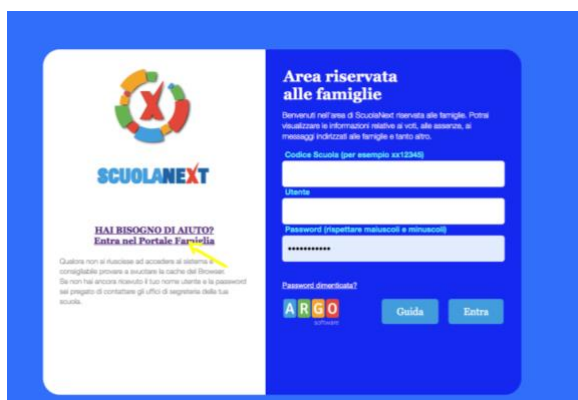 SCUOLANEXT
HAI BISOGNO DI AIUTO?
Entra nel Portale Famiglia
Qualora non si riuscisse ad accedere al sistema è
consigliabile provare a svuotare la cache del Browser.
Se non hai ancora ricevuto il tuo nome utente e la password
sei pregato di contattare gli uffici di segreteria della tua
scuola.
Area riservata
alle famiglie
Benvenuti nell'area di ScuolaNext riservata alle famiglie. Potrai
visualizzare le informazioni relative ai voti, alle assenze, ai
messaggi indirizzati alle famiglie e tanto altro.
Codice Scuola (per esempio xx12345)
Utente
Password (rispettare maiuscoli e minuscoli)
•••••••••••
Password dimenticata?
ARGO
software
Guida
Entra